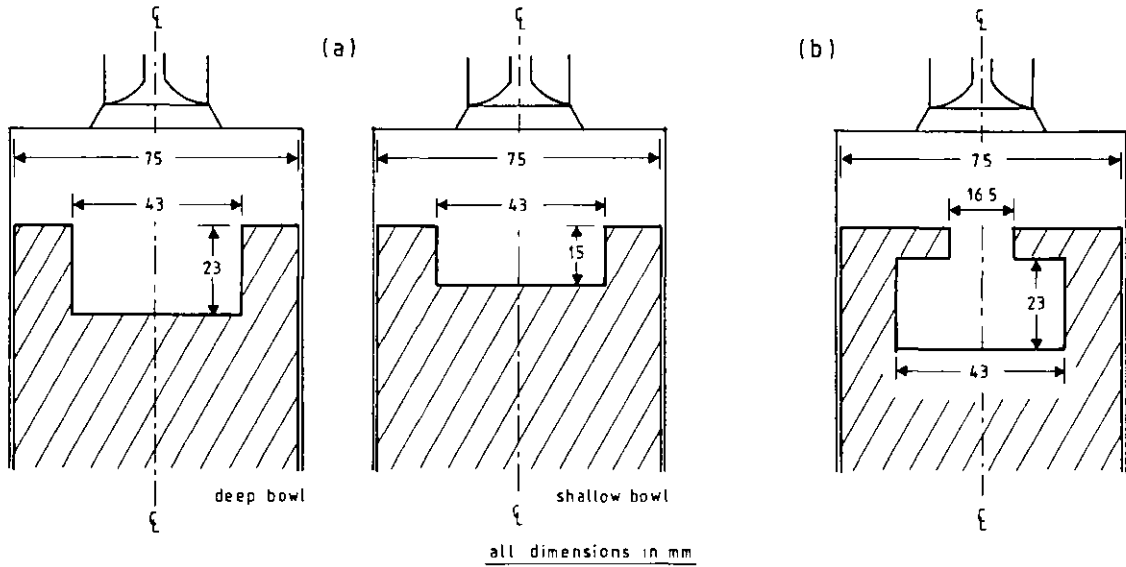 ℄ ℄ ℄
(a) (b)
75 75 75
43 43 16.5
23 15 23
43
deep bowl shallow bowl
℄ ℄ ℄
all dimensions in mm